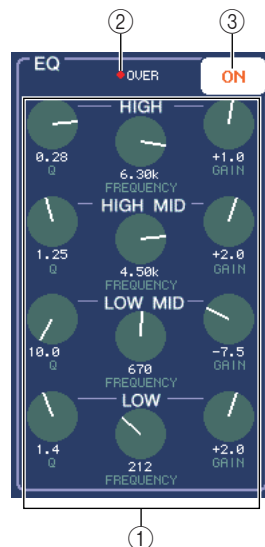 ② ③
EQ OVER ON
HIGH
0.28 6.30k +1.0
Q FREQUENCY GAIN
HIGH MID
1.25 4.50k +2.0
Q FREQUENCY GAIN
LOW MID
10.0 670 -7.5
Q FREQUENCY GAIN
LOW
1.4 212 +2.0
Q FREQUENCY GAIN
①